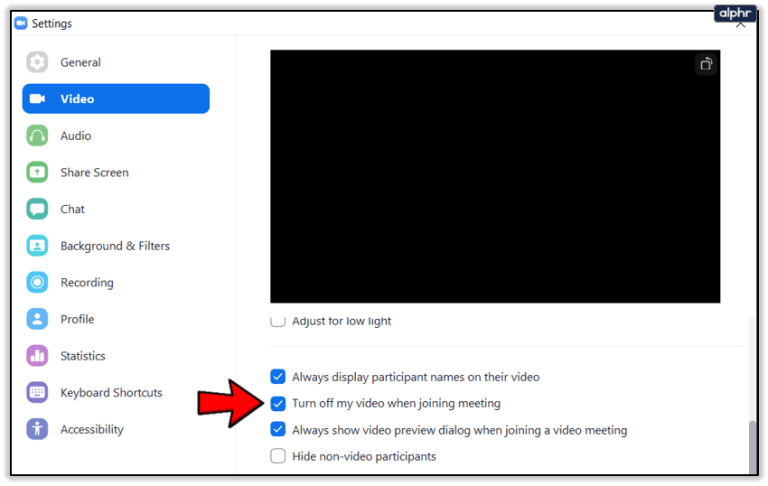 alphr
Settings
General
Video
Audio
Share Screen
Chat
Background & Filters
Recording
Profile
Statistics
Keyboard Shortcuts
Accessibility
Adjust for low light
Always display participant names on their video
Turn off my video when joining meeting
Always show video preview dialog when joining a video meeting
Hide non-video participants